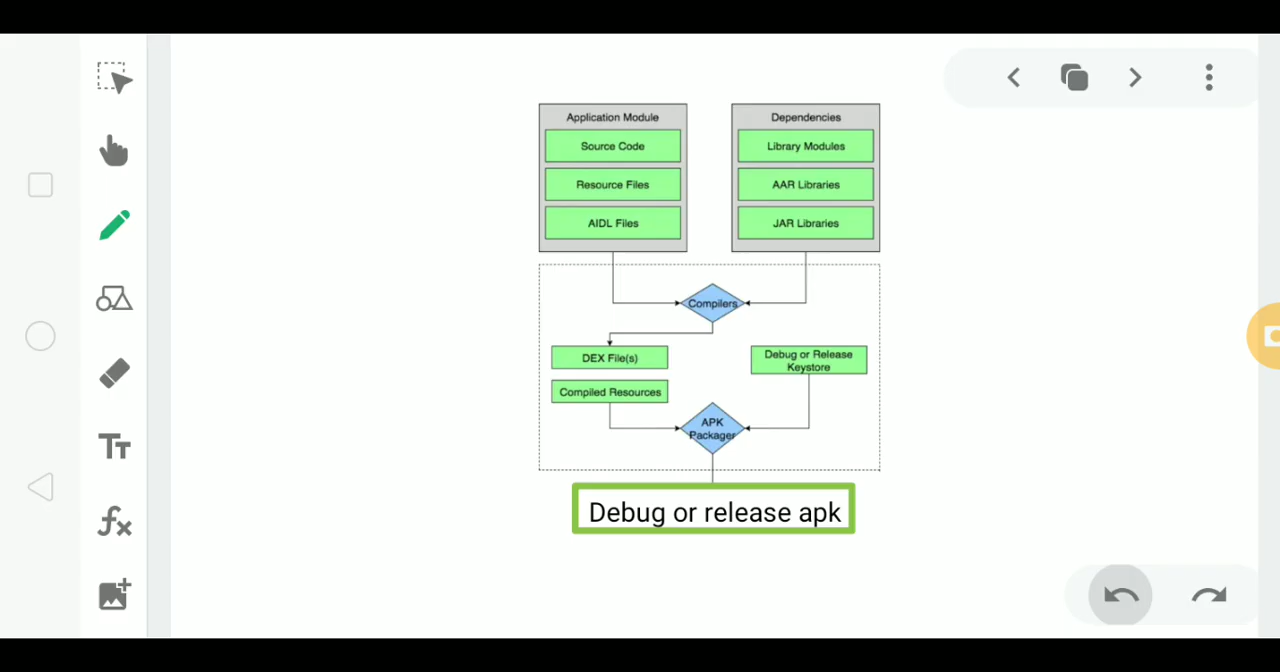 Application Module
Source Code
Resource Files
AIDL Files
Dependencies
Library Modules
AAR Libraries
JAR Libraries
Compilers
DEX File(s)
Compiled Resources
Debug or Release
Keystore
APK
Packager
Debug or release apk